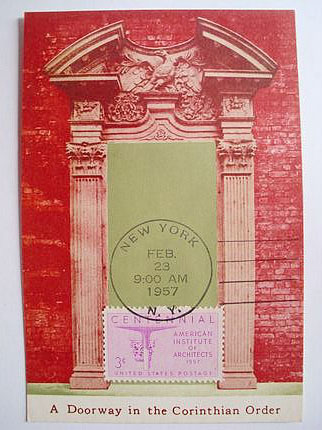 NEW YORK
FEB.
23
9:00 AM
1957
N.Y.
CENTENNIAL
AMERICAN
INSTITUTE
OF
ARCHITECTS
1957
3¢
UNITED STATES POSTAGE
A Doorway in the Corinthian Order